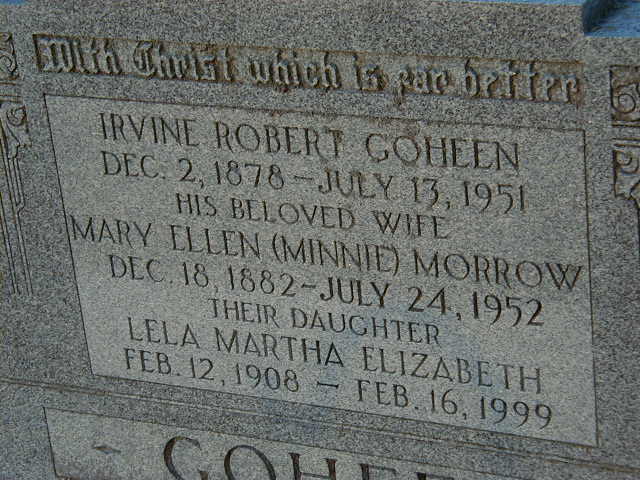 With Christ which is far better
IRVINE ROBERT GOHEEN
DEC. 2, 1878 – JULY 13, 1951
HIS BELOVED WIFE
MARY ELLEN (MINNIE) MORROW
DEC. 18, 1882 – JULY 24, 1952
THEIR DAUGHTER
LELA MARTHA ELIZABETH
FEB. 12, 1908 – FEB. 16, 1999